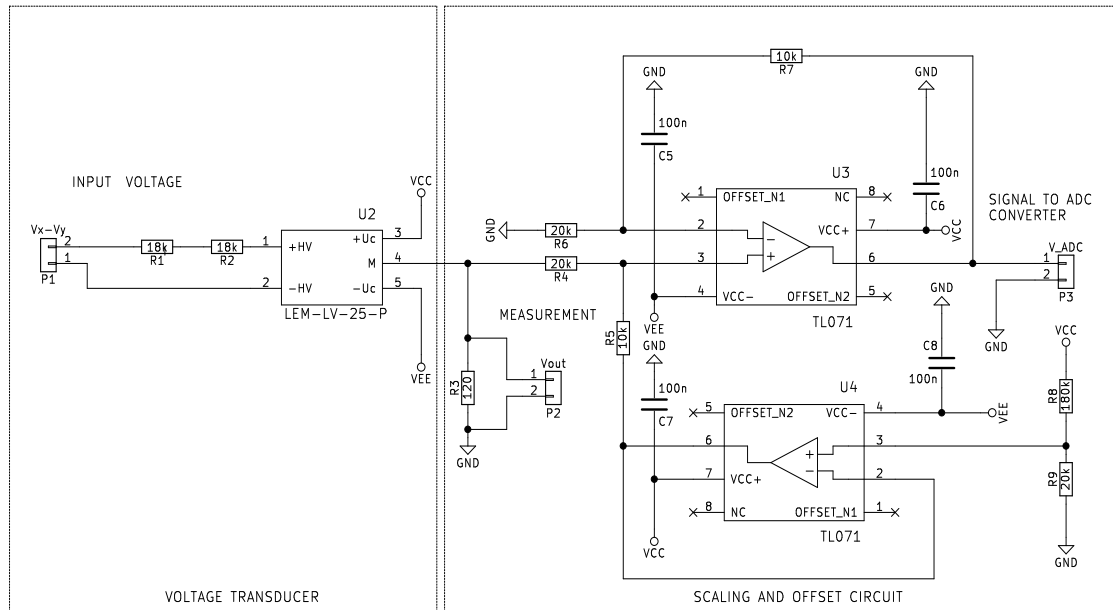 10k
R7
GND
GND
100n
C5
U3
100n
C6
INPUT VOLTAGE
VCC
1
OFFSET_N1
NC
8
SIGNAL TO ADC
CONVERTER
Vx-Vy
U2
GND
20k
R6
2
VCC+
7
VCC
2
18k
R1
18k
R2
1
+HV
+Uc
3
V_ADC
1
P1
M
4
20k
R4
3
6
1
2
P3
2
-HV
-Uc
5
4
VCC-
OFFSET_N2
5
GND
LEM-LV-25-P
MEASUREMENT
VEE
TL071
GND
VCC
R5
10k
GND
C8
VEE
R3
120
Vout
1
2
P2
100n
C7
U4
100n
R8
180k
5
OFFSET_N2
VCC-
4
VEE
GND
6
3
7
VCC+
2
R9
20k
8
NC
OFFSET_N1
1
VCC
TL071
GND
VOLTAGE TRANSDUCER
SCALING AND OFFSET CIRCUIT